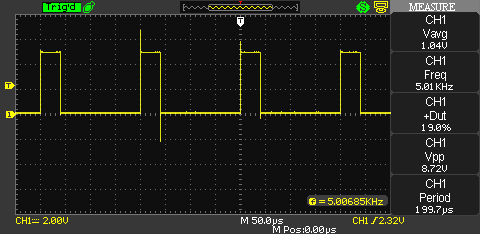 Trig'd
MEASURE
T
CH1
Vavg
1.04V
CH1
Freq
5.01KHz
CH1
+Dut
19.0%
CH1
Vpp
8.72V
CH1
Period
199.7µs
T
1
f = 5.00685KHz
CH1 2.00V
M 50.0µs
CH1 / 2.32V
M Pos:0.00µs